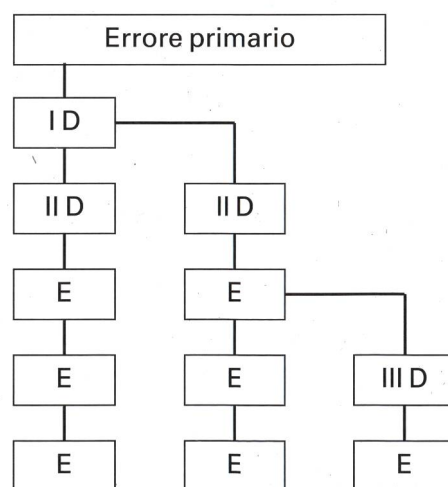 Errore primario
I D
II D II D
E E
E E III D
E E E